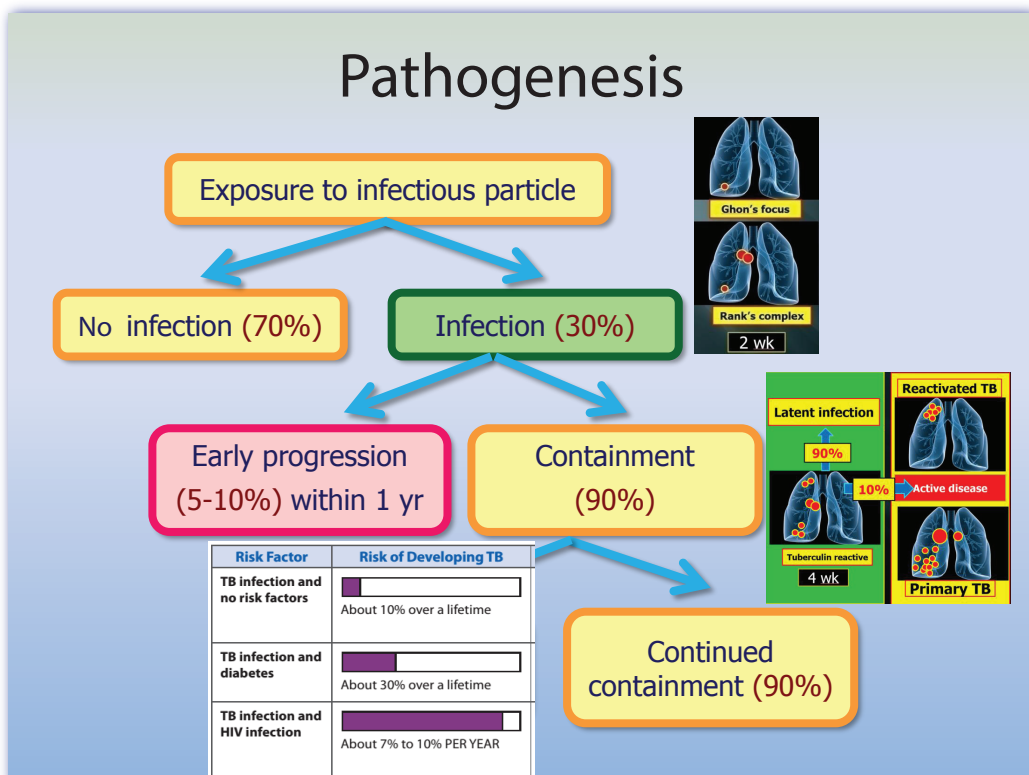 Pathogenesis
Exposure to infectious particle
No infection (70%)
Infection (30%)
Ghon's focus
Rank's complex
2 wk
Early progression
(5-10%) within 1 yr
Containment
(90%)
Latent infection
90%
10%
Tuberculin reactive
4 wk
Reactivated TB
Active disease
Primary TB
Risk Factor
Risk of Developing TB
TB infection and
no risk factors
About 10% over a lifetime
TB infection and
diabetes
About 30% over a lifetime
TB infection and
HIV infection
About 7% to 10% PER YEAR
Continued
containment (90%)